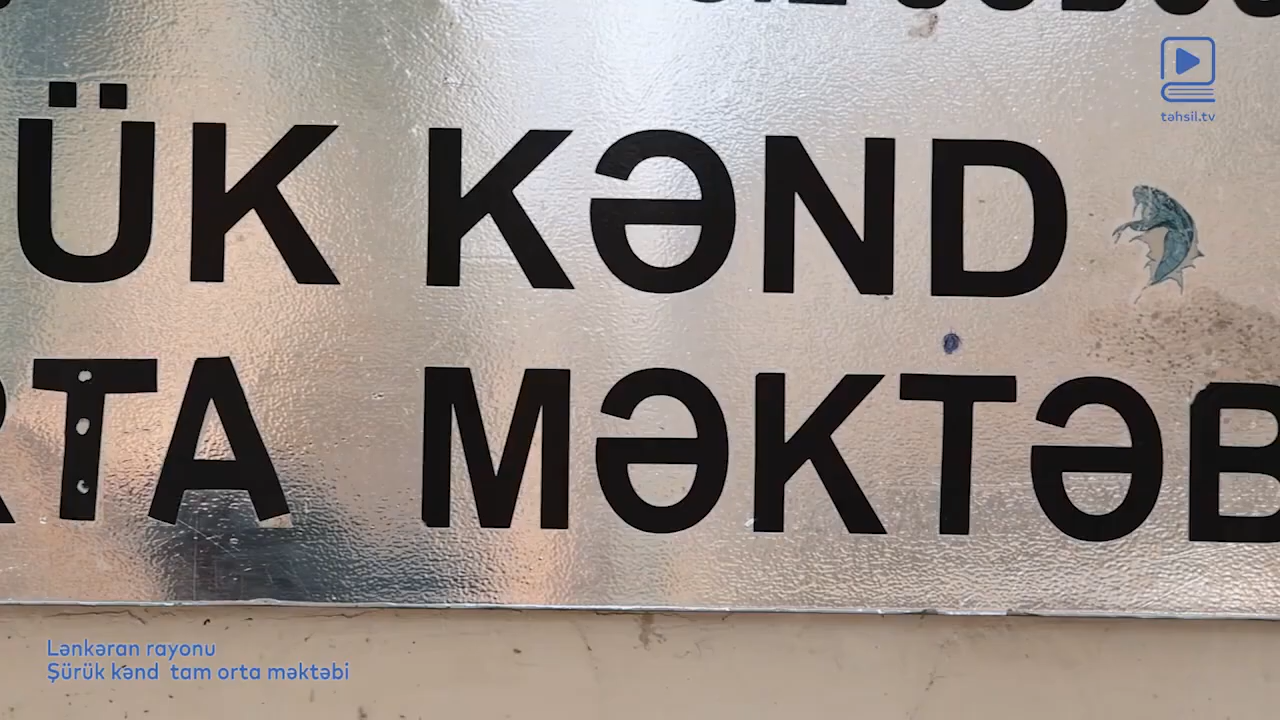 təhsil.tv
ÜK KƏND
RTA MƏKTƏB
Lənkəran rayonu
Şürük kənd tam orta məktəbi